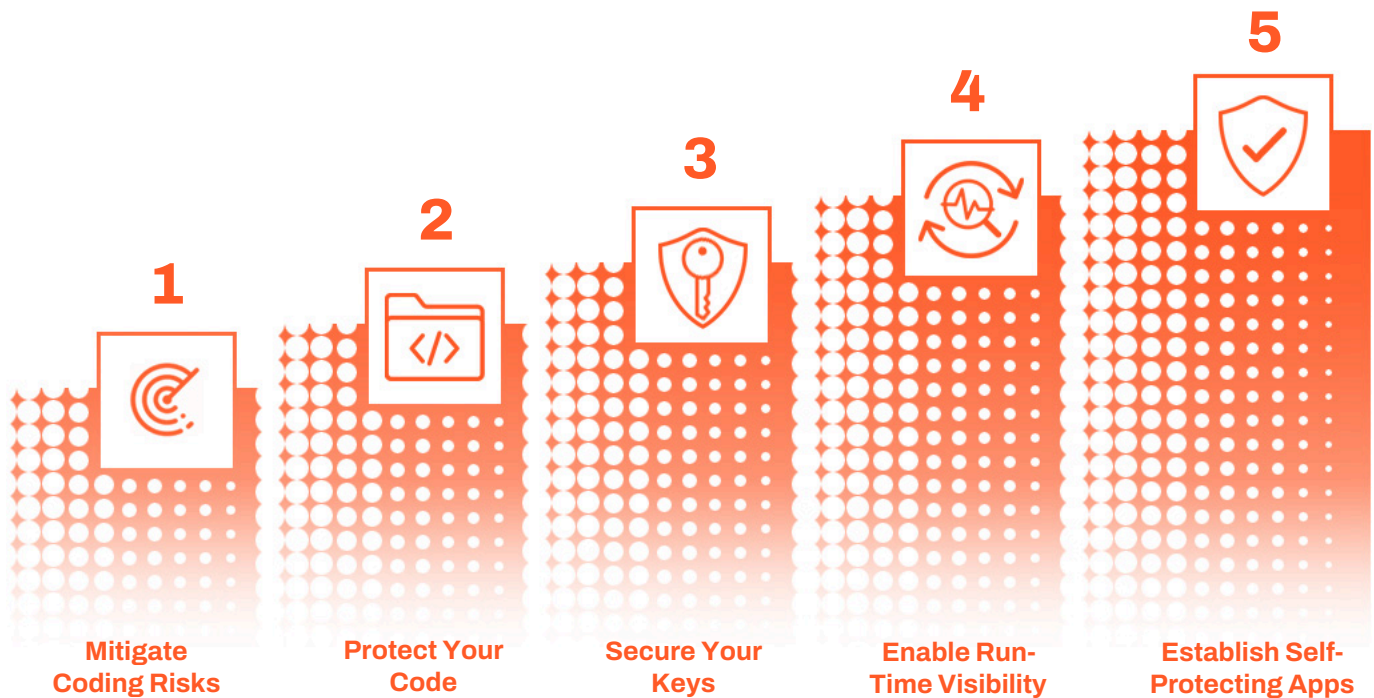 1
Mitigate
Coding Risks
2
</>
Protect Your
Code
3
Secure Your
Keys
4
Enable Run-
Time Visibility
5
Establish Self-
Protecting Apps